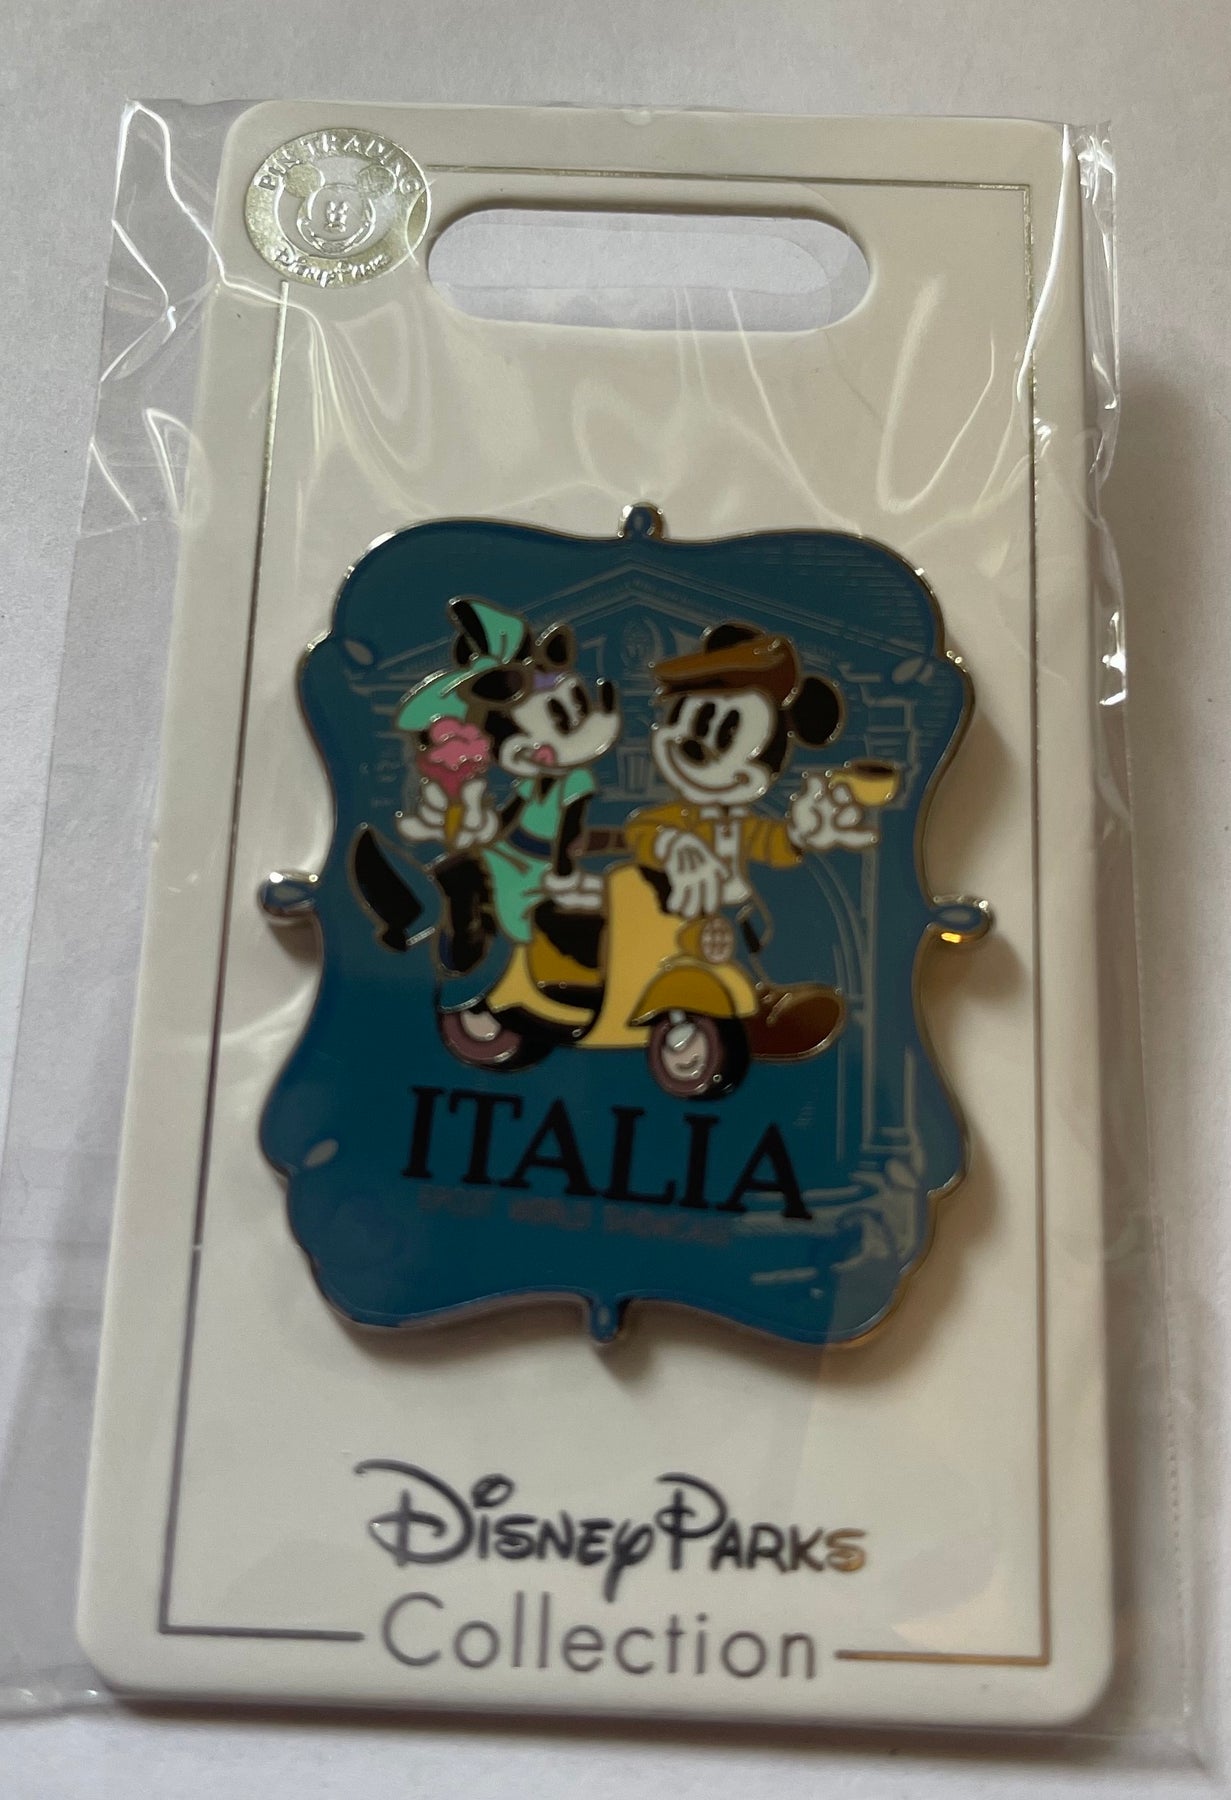 PIN TRADING
Disney Parks
ITALIA
EPCOT WORLD SHOWCASE
DISNEY PARKS
Collection